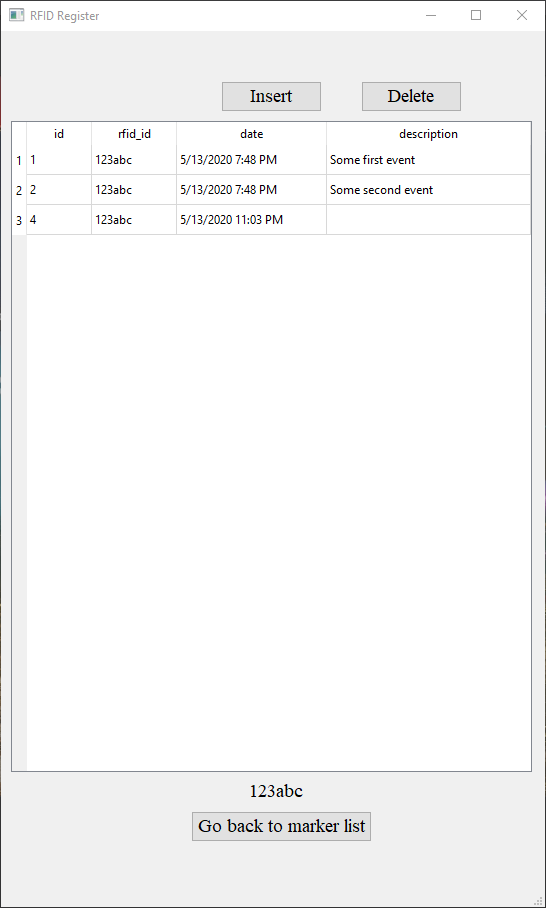 RFID Register
Insert Delete
id rfid_id date description
1 1 123abc 5/13/2020 7:48 PM Some first event
2 2 123abc 5/13/2020 7:48 PM Some second event
3 4 123abc 5/13/2020 11:03 PM
123abc
Go back to marker list